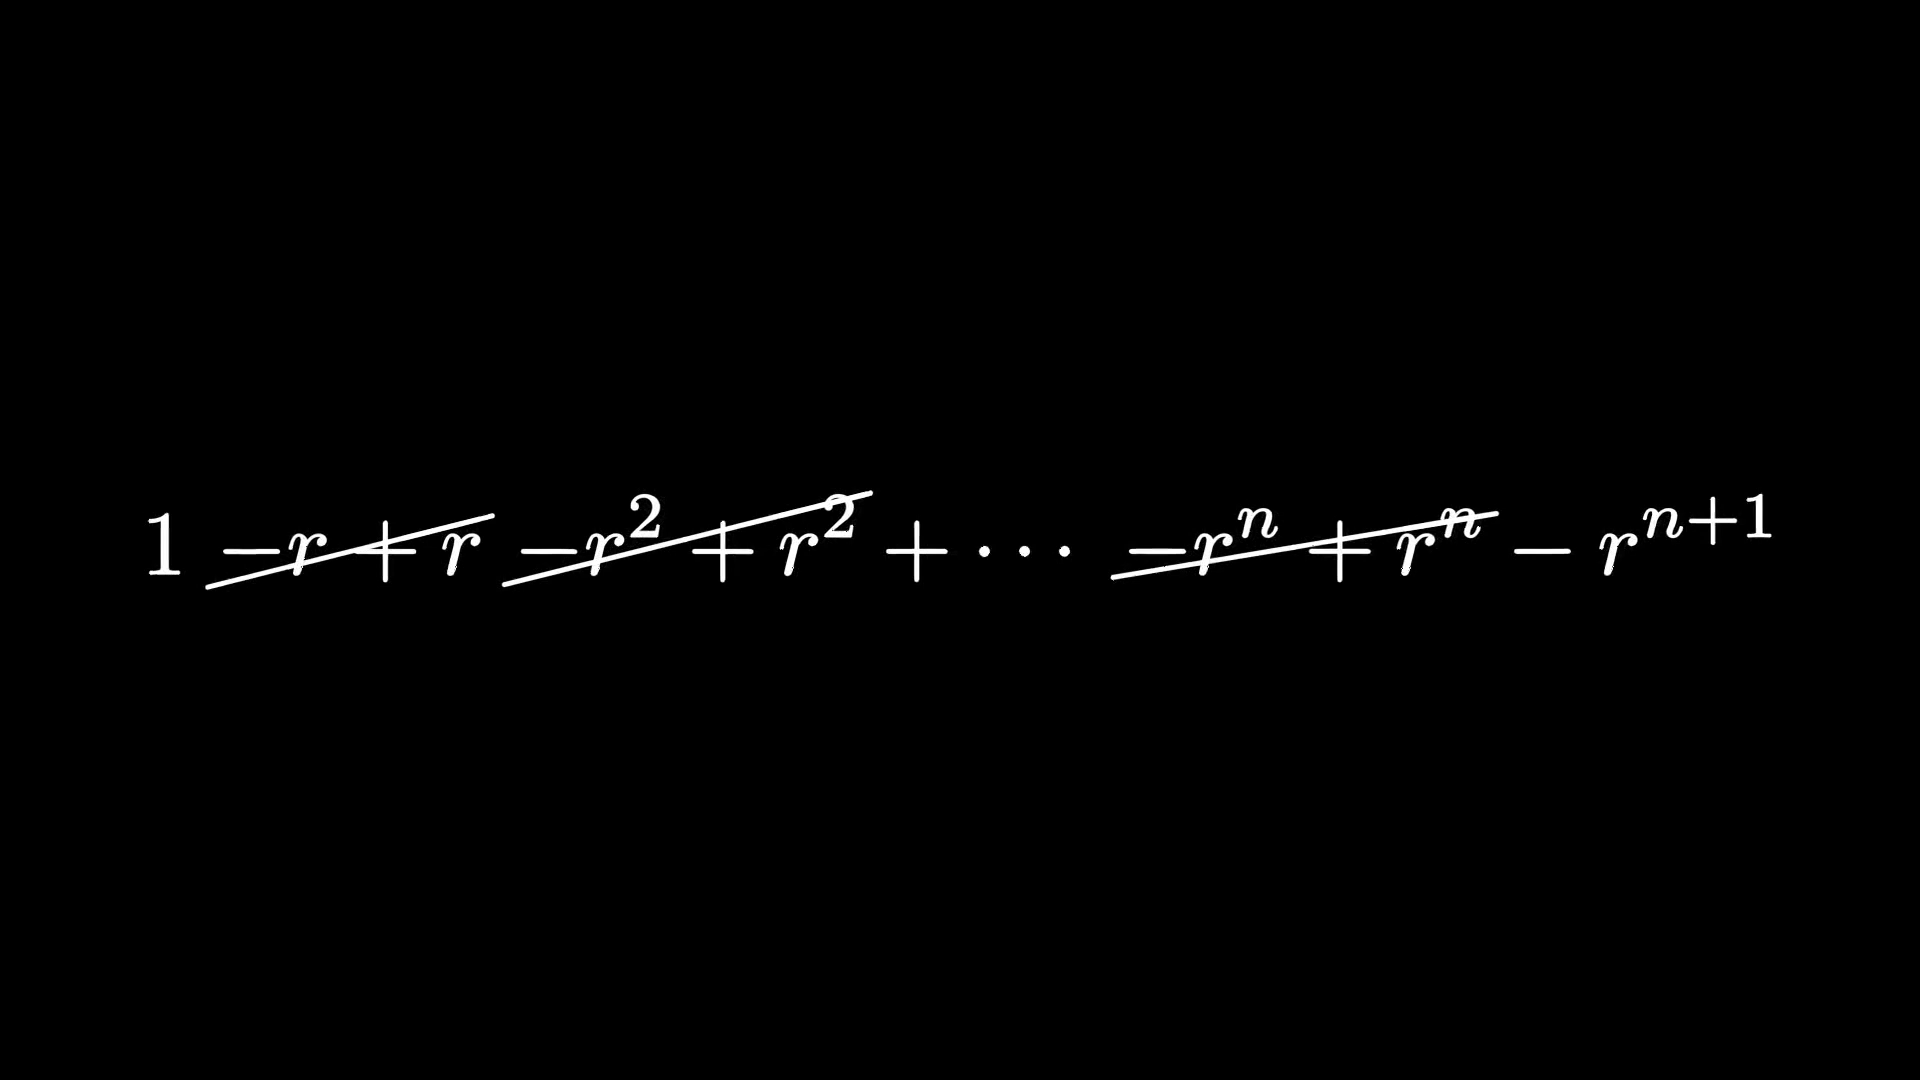 1 −r + r −r² + r² + ⋯ −rⁿ + rⁿ − rⁿ⁺¹